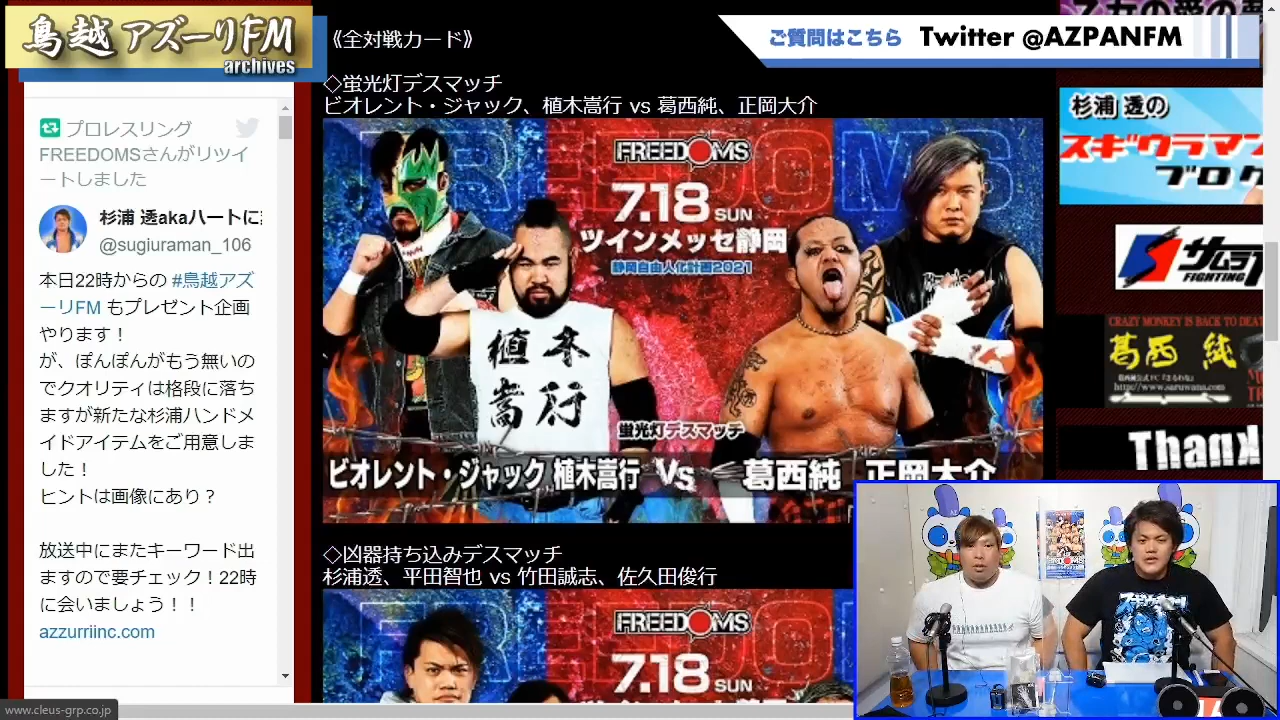 鳥越 アズーリFM
archives
プロレスリング
FREEDOMSさんがリツイ
ートしました
杉浦 透akaハートに
@sugiuraman_106
本日22時からの #鳥越アズ
ーリFM もプレゼント企画
やります！
が、ぽんぽんがもう無いの
でクオリティは格段に落ち
ますが新たな杉浦ハンドメ
イドアイテムをご用意しま
した！
ヒントは画像にあり？
放送中にまたキーワード出
ますので要チェック！22時
に会いましょう！！
azzurriinc.com
www.cleus-grp.co.jp
《全対戦カード》
◇蛍光灯デスマッチ
ビオレント・ジャック、植木嵩行 vs 葛西純、正岡大介
FREEDOMS
FREEDOMS
7.18 SUN
ツインメッセ静岡
静岡自由人化計画2021
植木
嵩行
蛍光灯デスマッチ
ビオレント・ジャック 植木嵩行 Vs 葛西純 正岡大介
◇凶器持ち込みデスマッチ
杉浦透、平田智也 vs 竹田誠志、佐久田俊行
FREEDOMS
7.18 SUN
ご質問はこちら Twitter @AZPANFM
杉浦 透の
スギウラマン
ブログ
サムライ
FIGHTING
CRAZY MONKEY IS BACK TO DEAT
葛西 純
http://www.saruwana.com
Thank